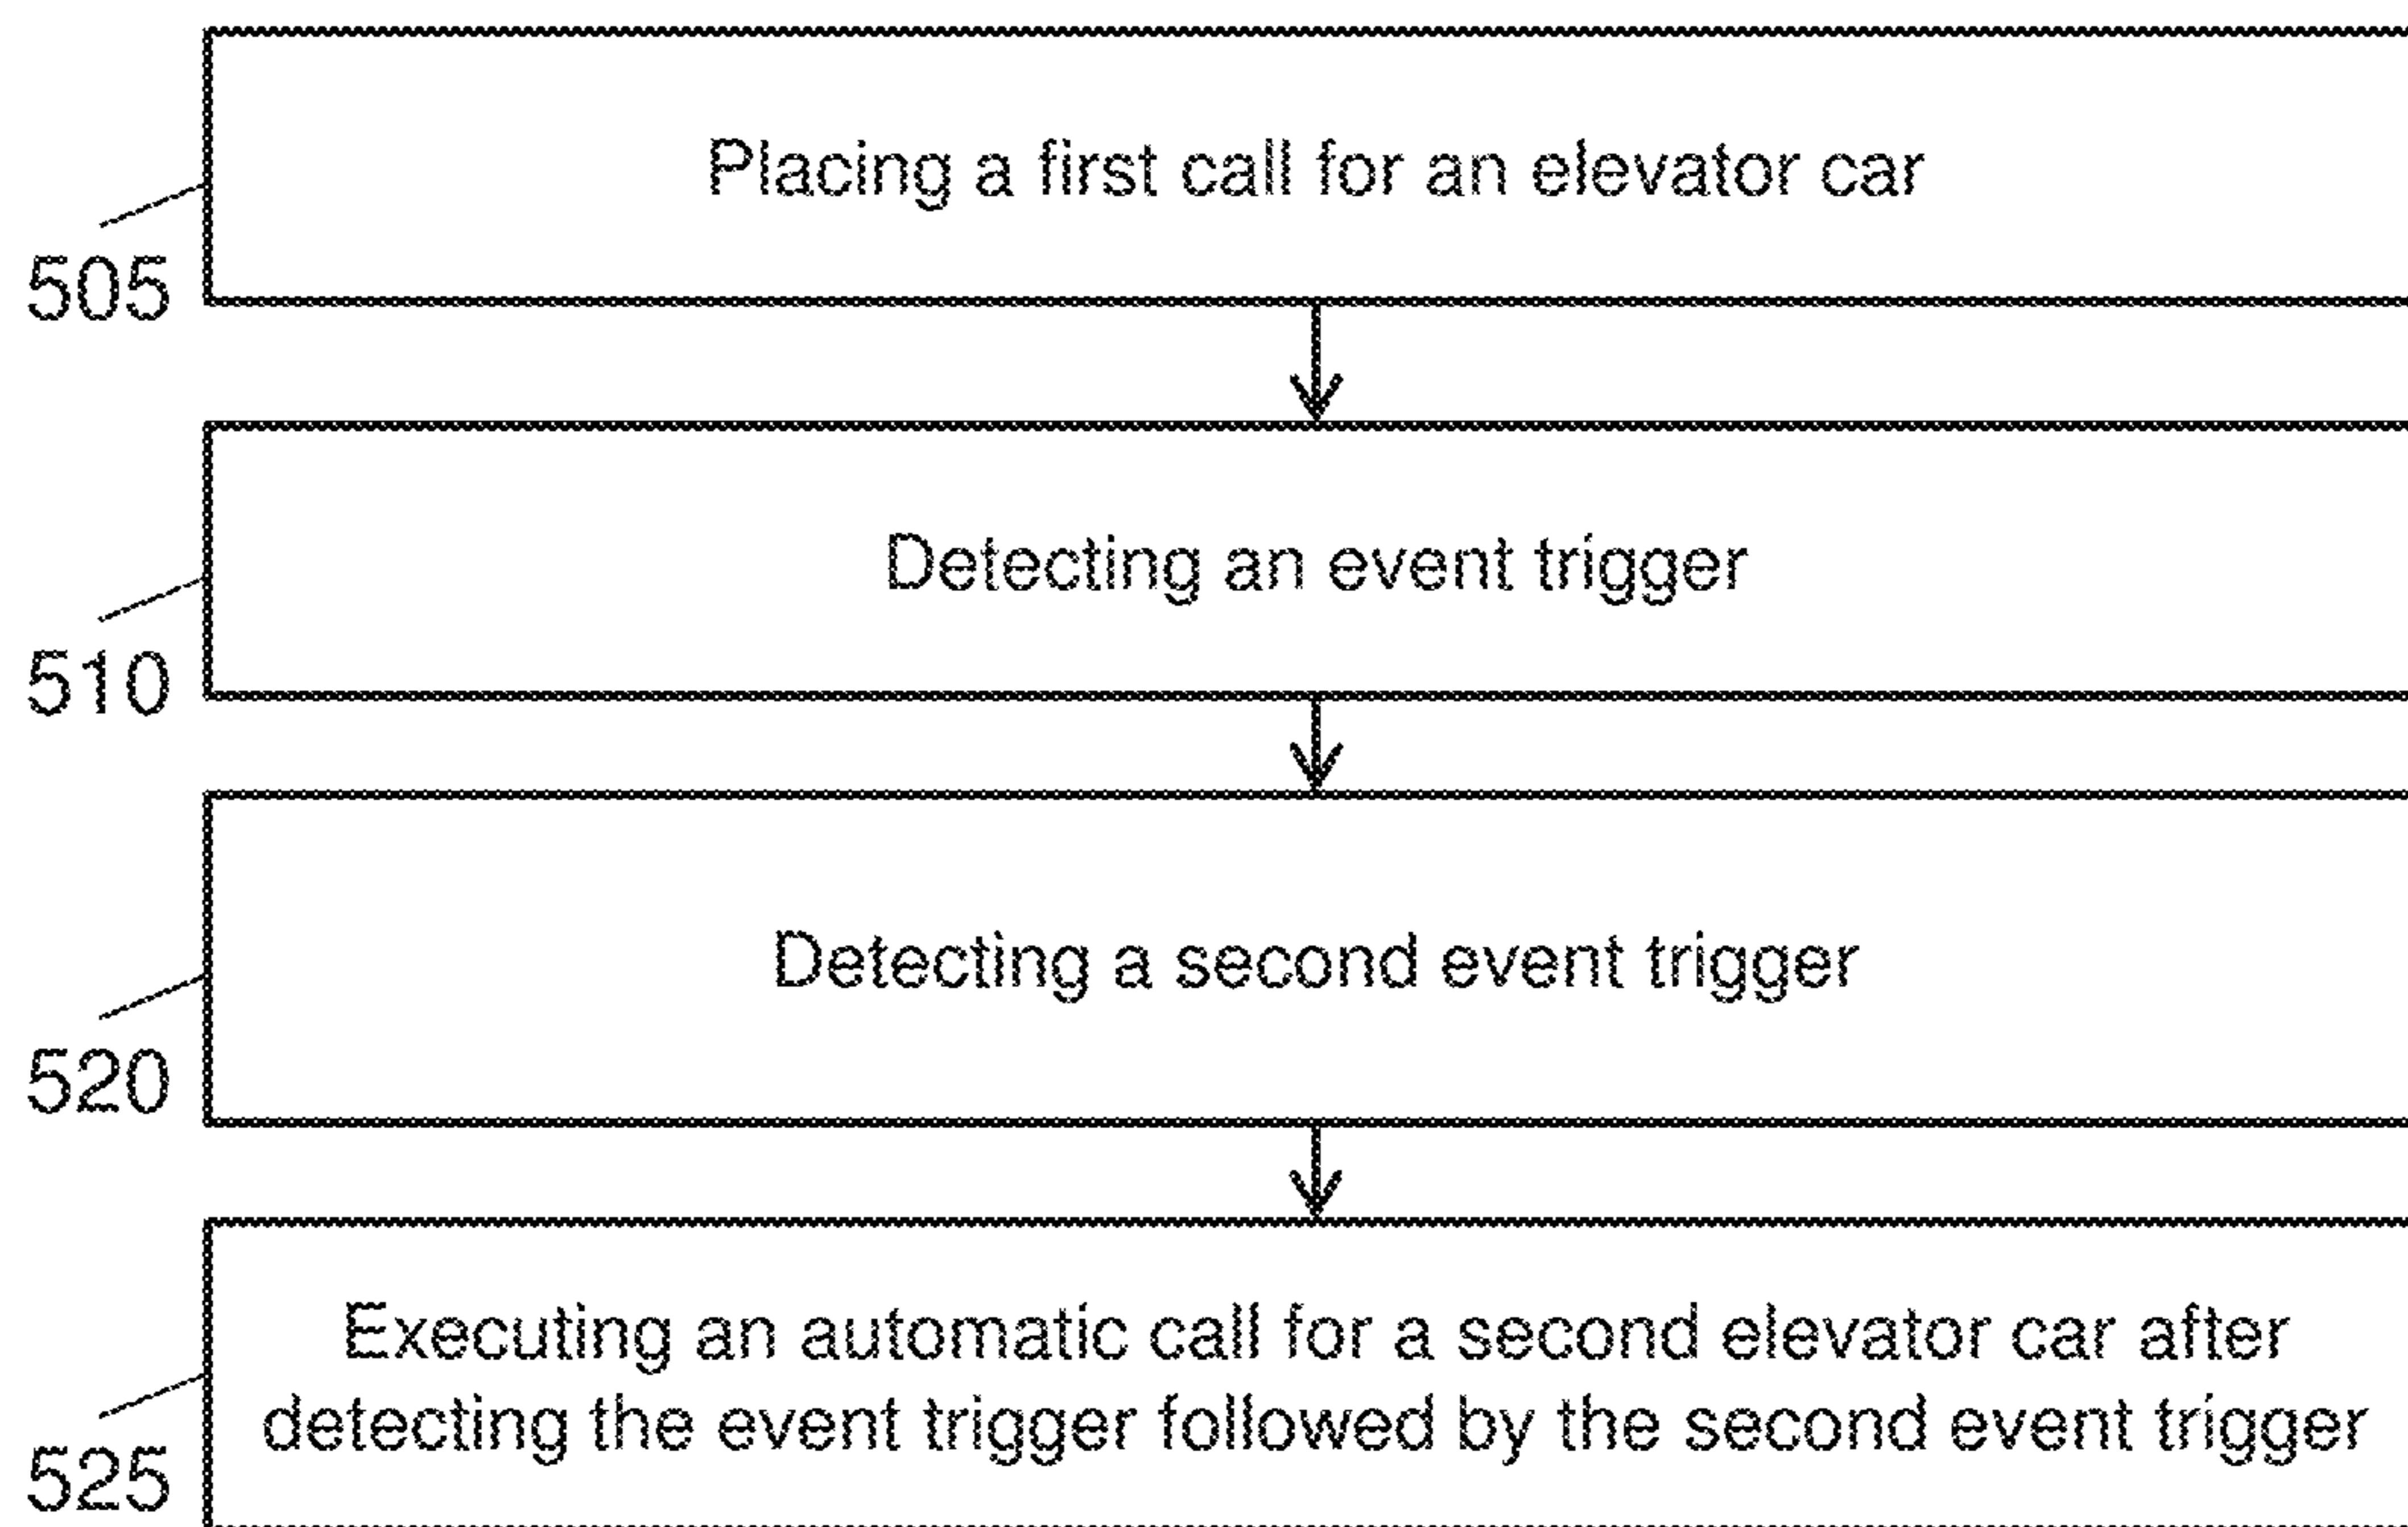 Placing a first call for an elevator car
505
Detecting an event trigger
510
Detecting a second event trigger
520
Executing an automatic call for a second elevator car after
detecting the event trigger followed by the second event trigger
525